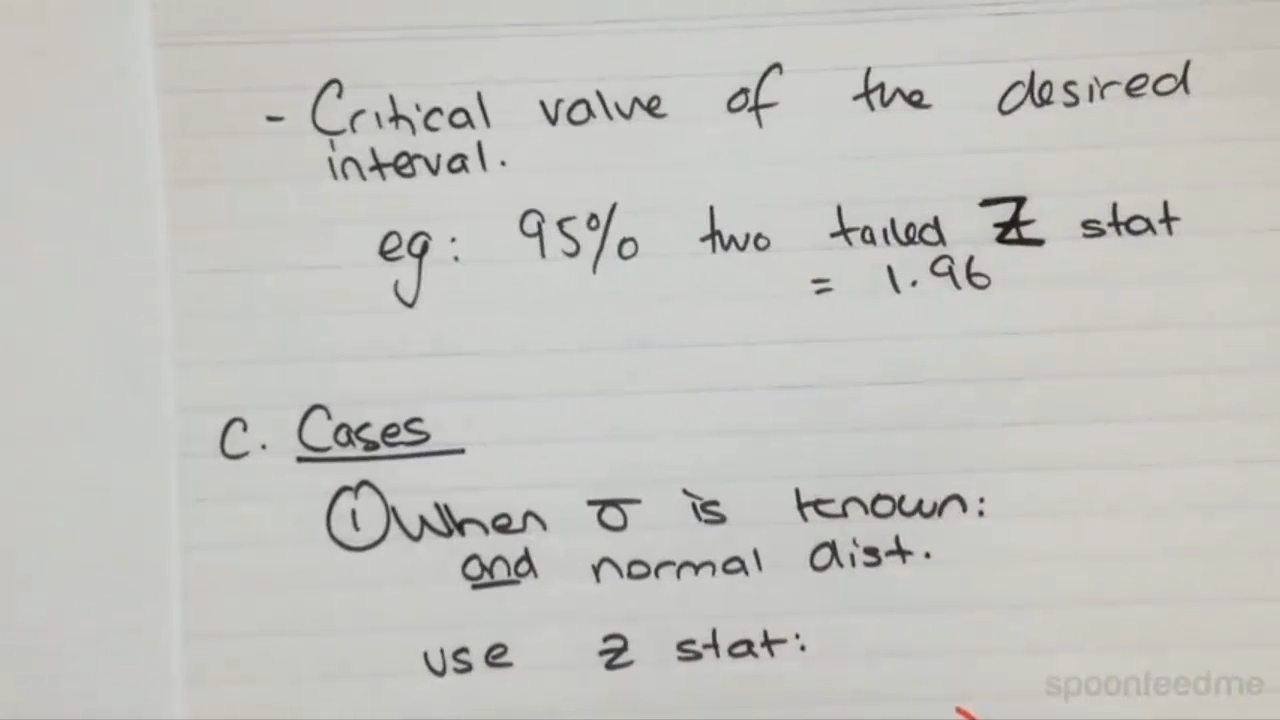 - Critical value of the desired
interval.
eg: 95% two tailed Z stat
= 1.96
C. Cases
① When σ is known:
and normal dist.
use z stat:
spoonfeedme